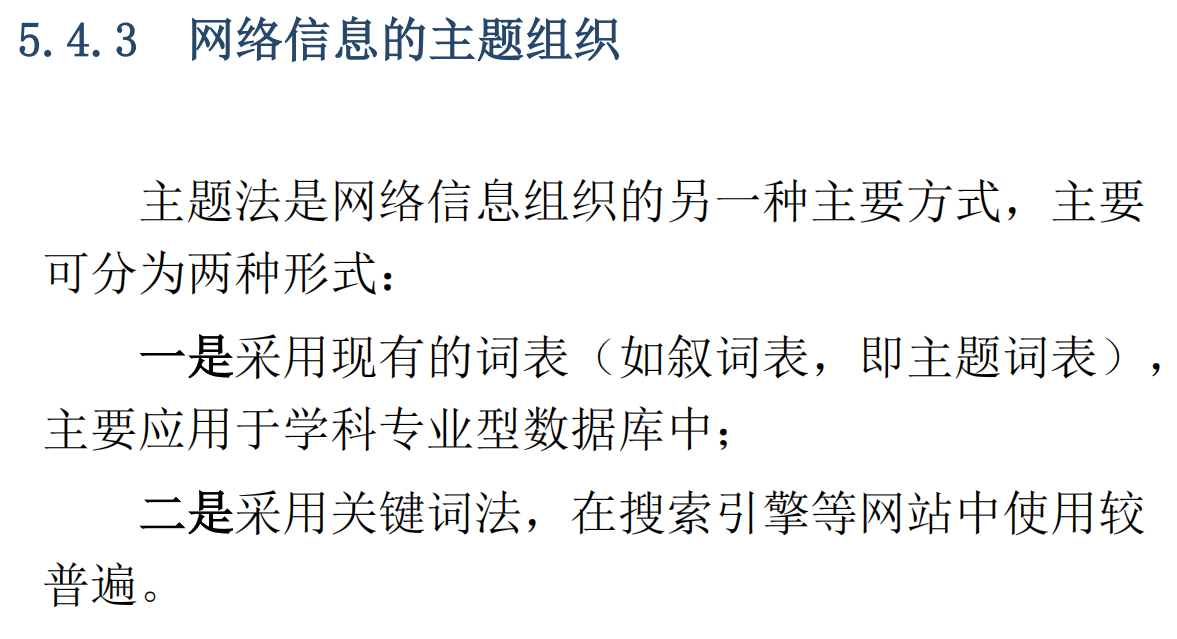 5.4.3 网络信息的主题组织
主题法是网络信息组织的另一种主要方式，主要
可分为两种形式：
一是采用现有的词表（如叙词表，即主题词表），
主要应用于学科专业型数据库中；
二是采用关键词法，在搜索引擎等网站中使用较
普遍。